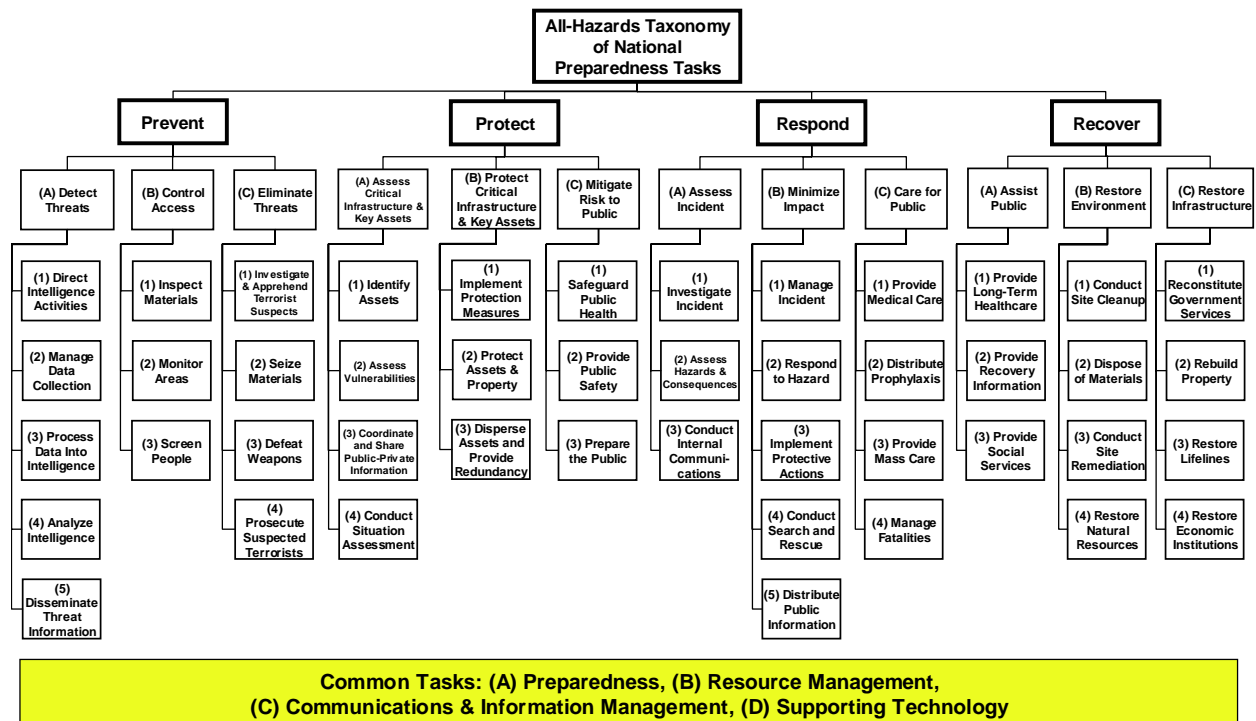 All-Hazards Taxonomy
of National
Preparedness Tasks
Prevent
Protect
Respond
Recover
(A) Detect
Threats
(B) Control
Access
(C) Eliminate
Threats
(A) Assess
Critical
Infrastructure &
Key Assets
(B) Protect
Critical
Infrastructure
& Key Assets
(C) Mitigate
Risk to
Public
(A) Assess
Incident
(B) Minimize
Impact
(C) Care for
Public
(A) Assist
Public
(B) Restore
Environment
(C) Restore
Infrastructure
(1) Direct
Intelligence
Activities
(1) Inspect
Materials
(1) Investigate
& Apprehend
Terrorist
Suspects
(1) Identify
Assets
(1)
Implement
Protection
Measures
(1)
Safeguard
Public
Health
(1)
Investigate
Incident
(1) Manage
Incident
(1) Provide
Medical Care
(1) Provide
Long-Term
Healthcare
(1) Conduct
Site Cleanup
(1)
Reconstitute
Government
Services
(2) Manage
Data
Collection
(2) Monitor
Areas
(2) Seize
Materials
(2) Assess
Vulnerabilities
(2) Protect
Assets &
Property
(2) Provide
Public
Safety
(2) Assess
Hazards &
Consequences
(2) Respond
to Hazard
(2) Distribute
Prophylaxis
(2) Provide
Recovery
Information
(2) Dispose
of Materials
(2) Rebuild
Property
(3) Process
Data Into
Intelligence
(3) Screen
People
(3) Defeat
Weapons
(3) Coordinate
and Share
Public-Private
Information
(3) Disperse
Assets and
Provide
Redundancy
(3) Prepare
the Public
(3) Conduct
Internal
Communi-
cations
(3)
Implement
Protective
Actions
(3) Provide
Mass Care
(3) Provide
Social
Services
(3) Conduct
Site
Remediation
(3) Restore
Lifelines
(4) Analyze
Intelligence
(4)
Prosecute
Suspected
Terrorists
(4) Conduct
Situation
Assessment
(4) Conduct
Search and
Rescue
(4) Manage
Fatalities
(4) Restore
Natural
Resources
(4) Restore
Economic
Institutions
(5)
Disseminate
Threat
Information
(5) Distribute
Public
Information
Common Tasks: (A) Preparedness, (B) Resource Management,
(C) Communications & Information Management, (D) Supporting Technology